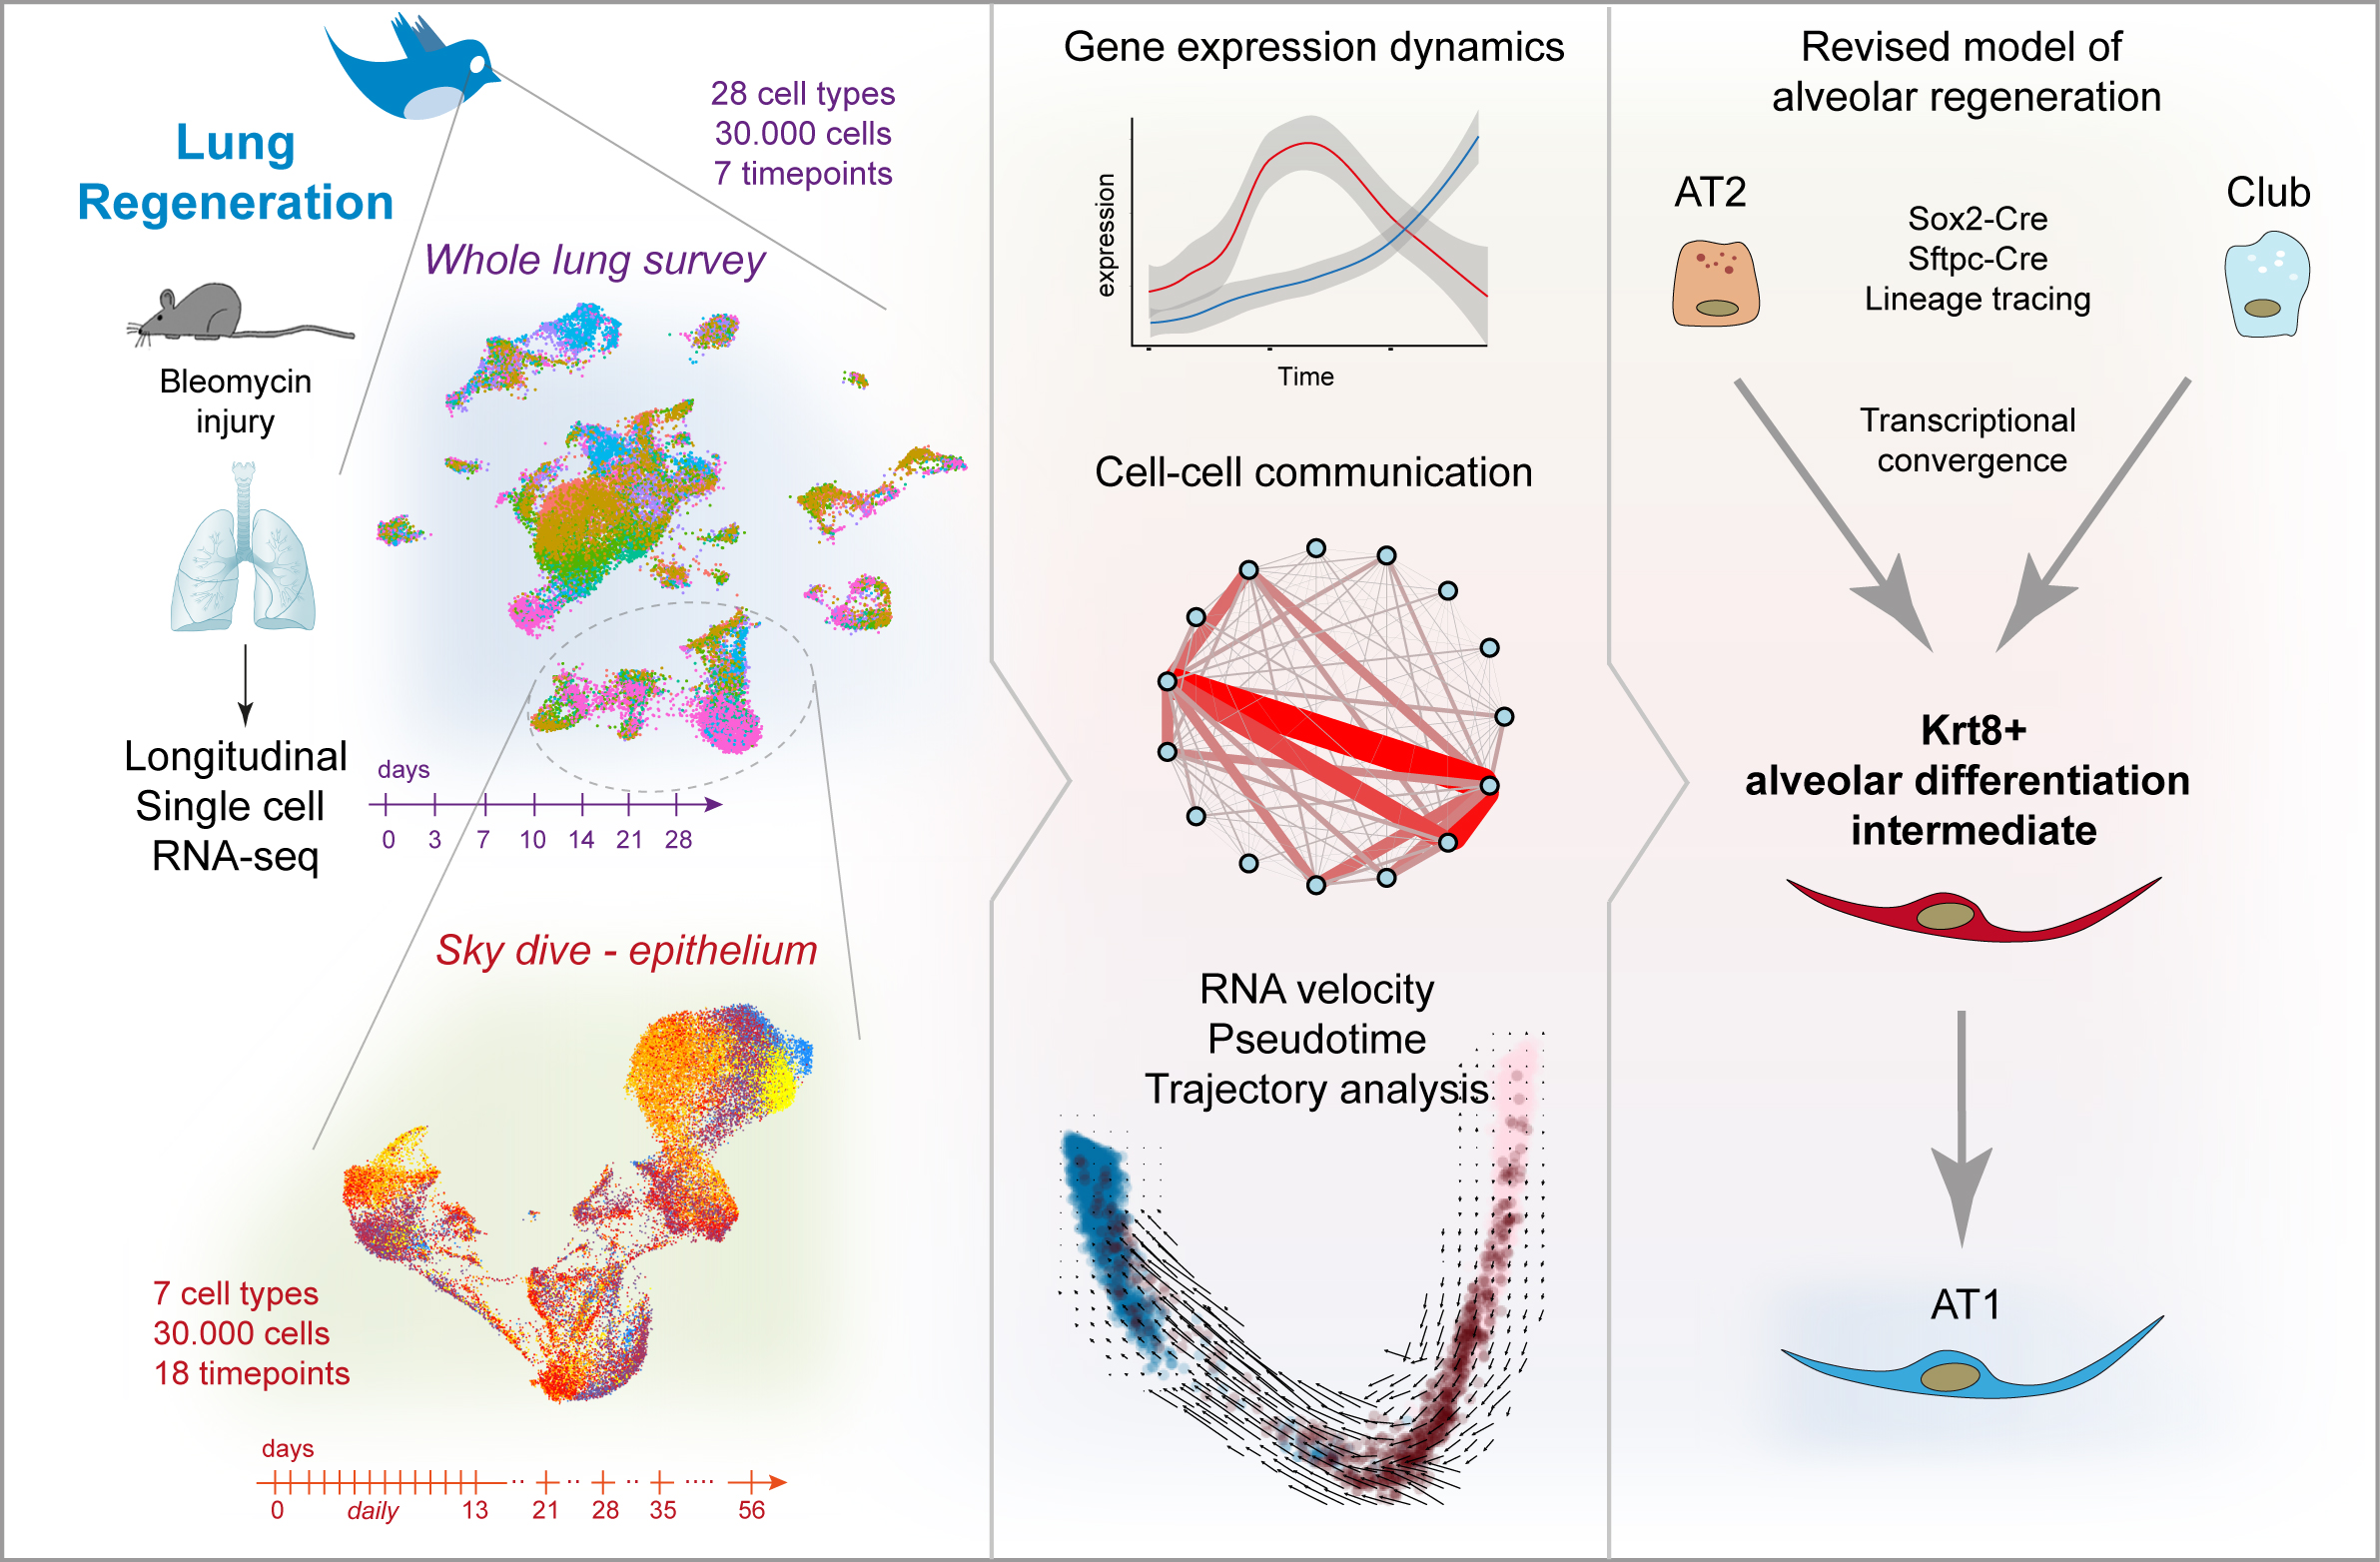 Lung
Regeneration
28 cell types
30.000 cells
7 timepoints
Whole lung survey
Bleomycin
injury
Longitudinal
Single cell
RNA-seq
days
0 3 7 10 14 21 28
Sky dive - epithelium
7 cell types
30.000 cells
18 timepoints
days
0 daily 13 21 28 35 56
Gene expression dynamics
expression
Time
Cell-cell communication
RNA velocity
Pseudotime
Trajectory analysis
Revised model of
alveolar regeneration
AT2
Club
Sox2-Cre
Sftpc-Cre
Lineage tracing
Transcriptional
convergence
Krt8+
alveolar differentiation
intermediate
AT1